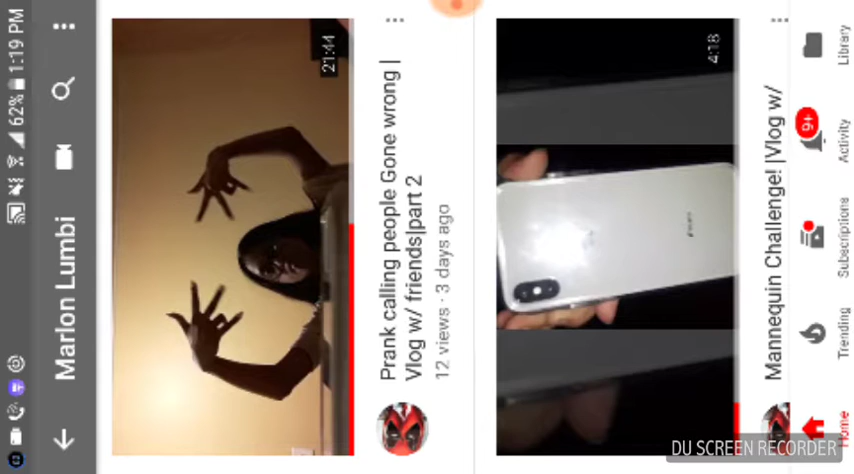 62% 1:19 PM
Marlon Lumbi
21:44
Prank calling people Gone wrong |
Vlog w/ friends|part 2
12 views · 3 days ago
4:18
iPhone
Mannequin Challenge! |Vlog w/
Home
Trending
Subscriptions
9+
Activity
Library
DU SCREEN RECORDER